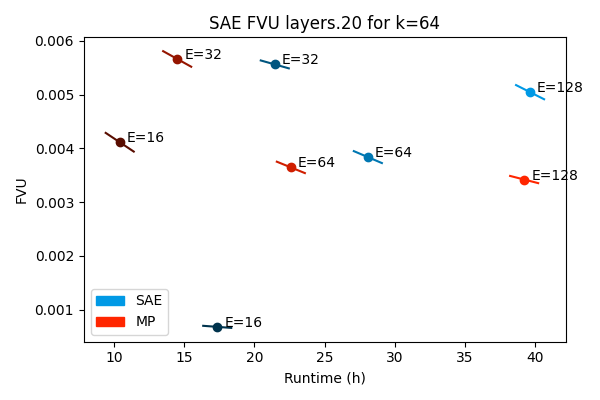 SAE FVU layers.20 for k=64
0.006
0.005
0.004
0.003
0.002
0.001
FVU
E=32
E=32
E=128
E=16
E=64
E=64
E=128
E=16
SAE
MP
10 15 20 25 30 35 40
Runtime (h)